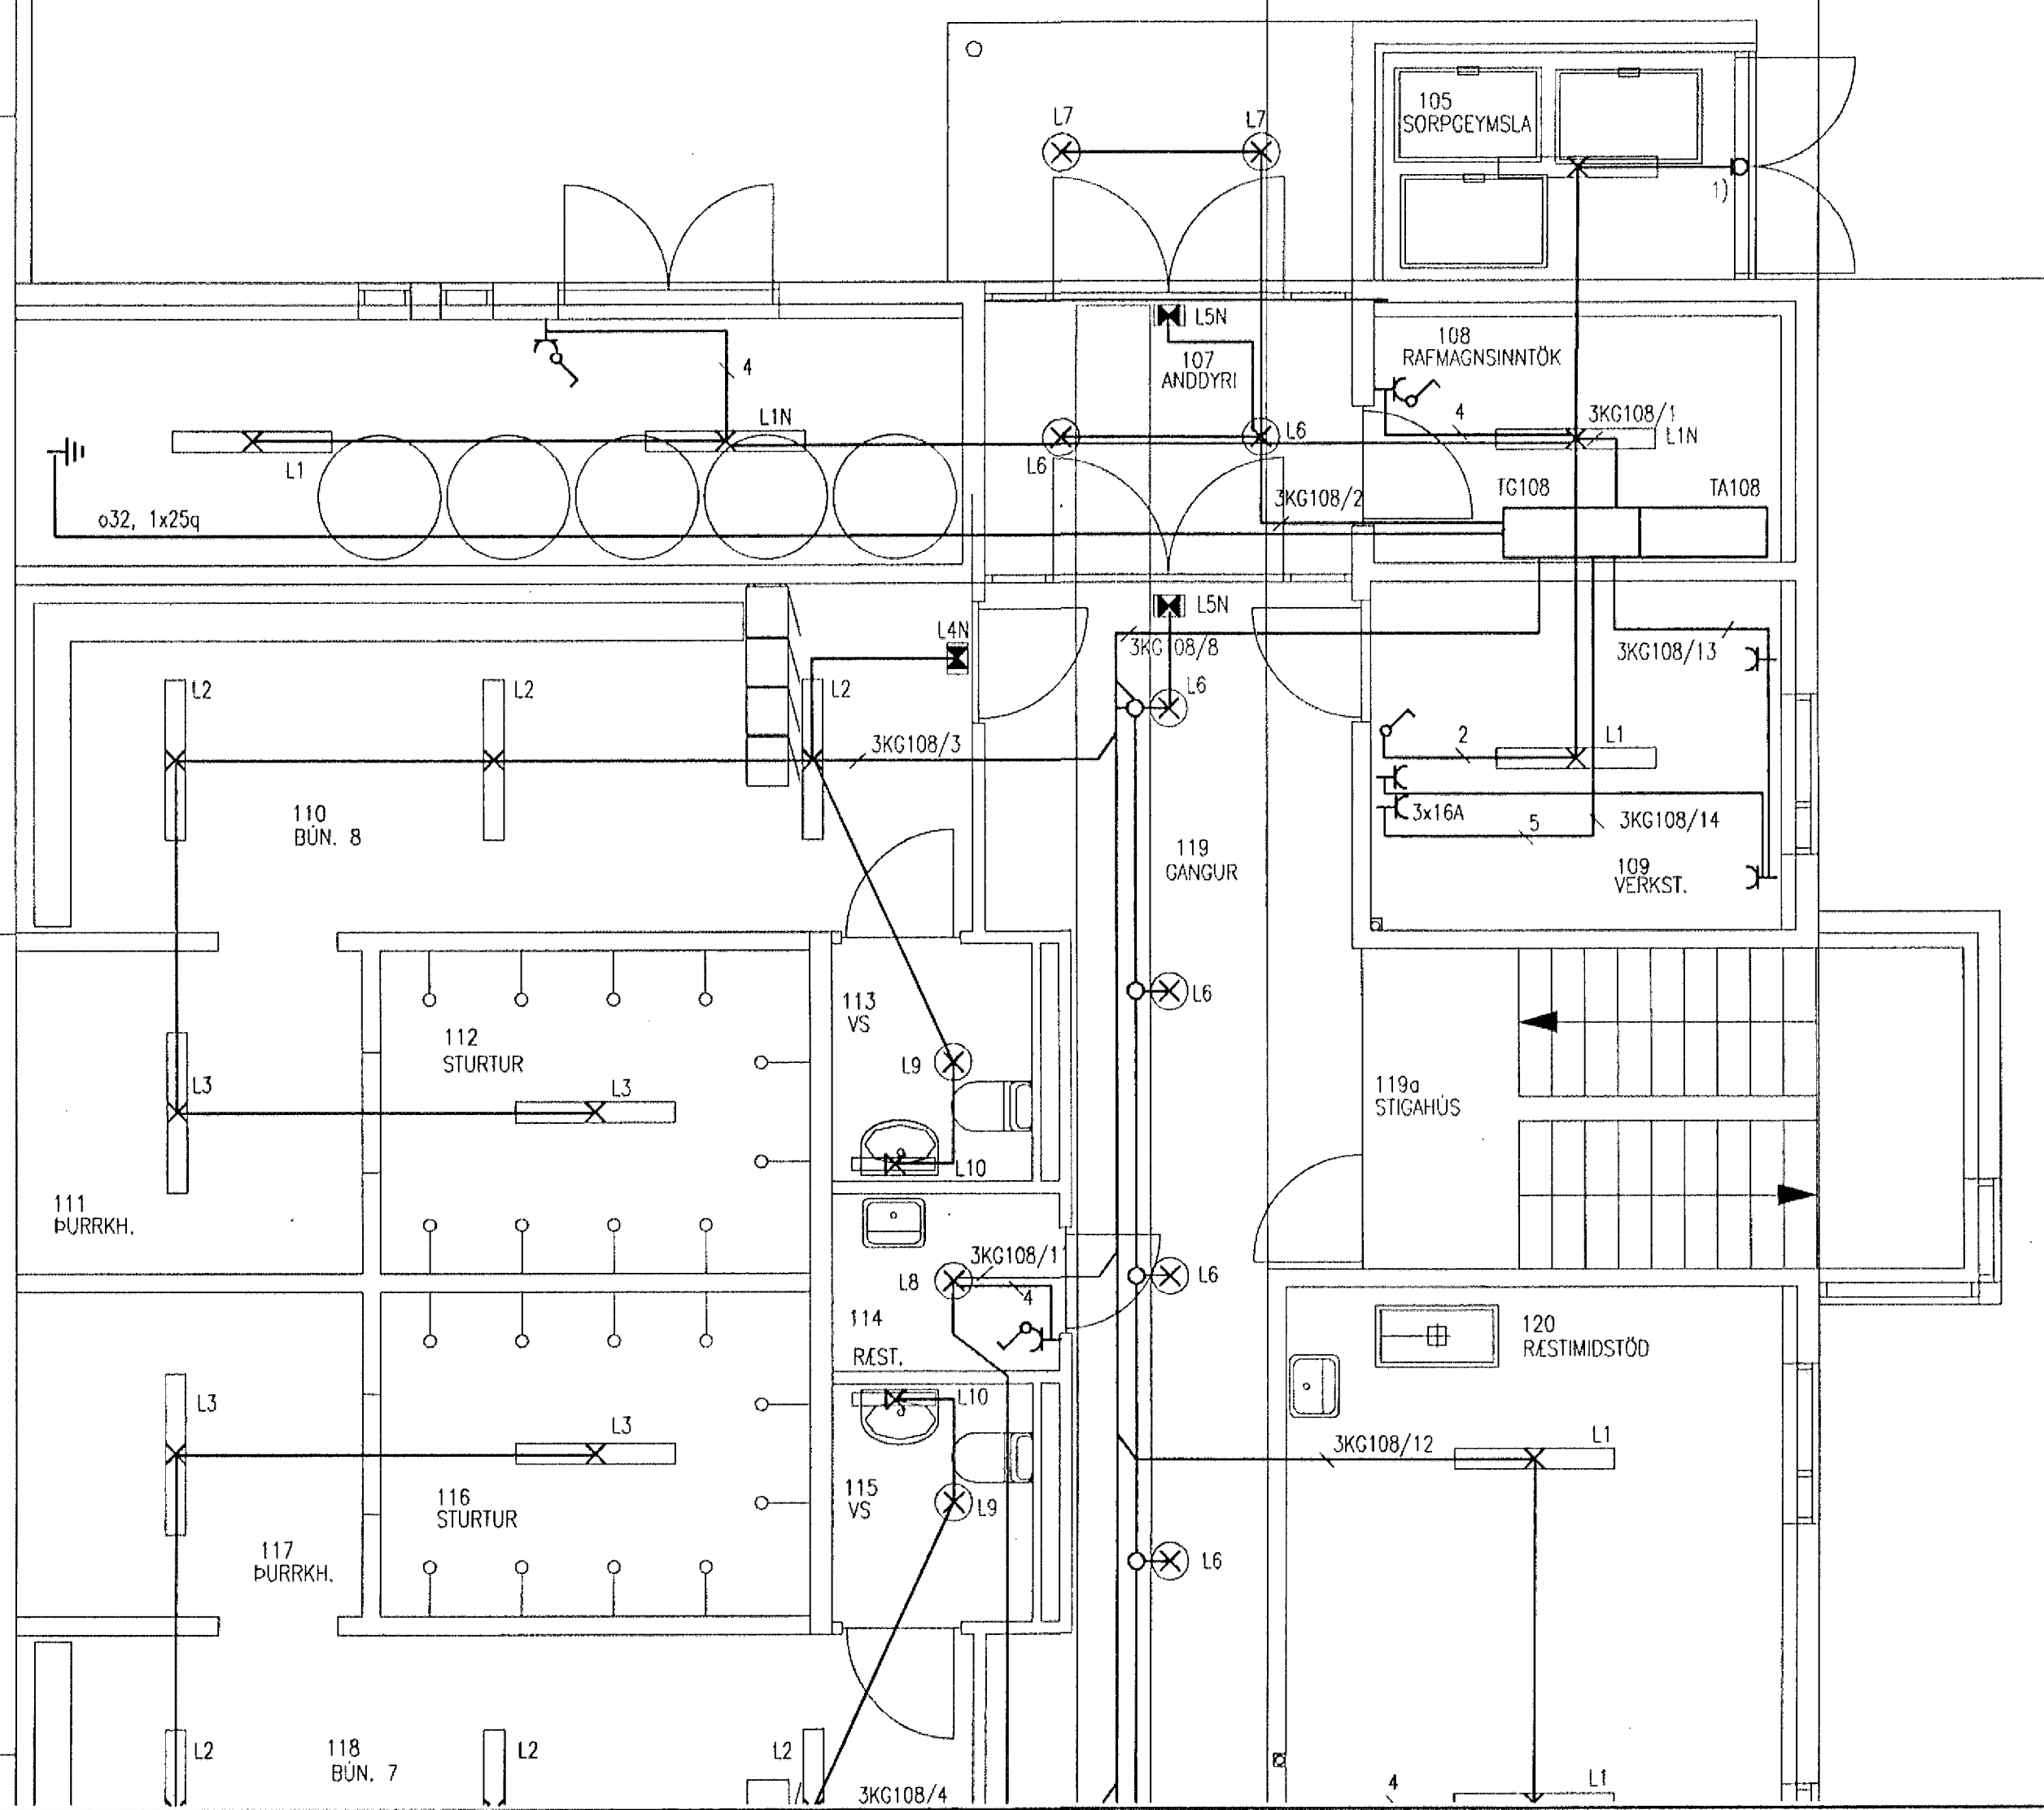 L7
L7
105
SORPGEYMSLA
1)
L5N
107
ANDDYRI
108
RAFMAGNSINNTÖK
4
L1N
L1
4
3KG108/1
L1N
L6
L6
TG108
TA108
3KG108/2
o32, 1x25q
L5N
L4N
3KG108/8
3KG108/13
L2
L2
L2
L6
3KG108/3
2
L1
3x16A
5
3KG108/14
110
BÚN. 8
119
GANGUR
109
VERKST.
113
VS
L6
112
STURTUR
L9
L3
L3
119a
STIGAHÚS
L10
111
ÞURRKH.
3KG108/11
L8
4
L6
114
RÆST.
120
RÆSTIMIDSTÖD
L3
L3
L10
3KG108/12
L1
116
STURTUR
115
VS
L9
117
ÞURRKH.
L6
L2
118
BÚN. 7
L2
L2
3KG108/4
4
L1